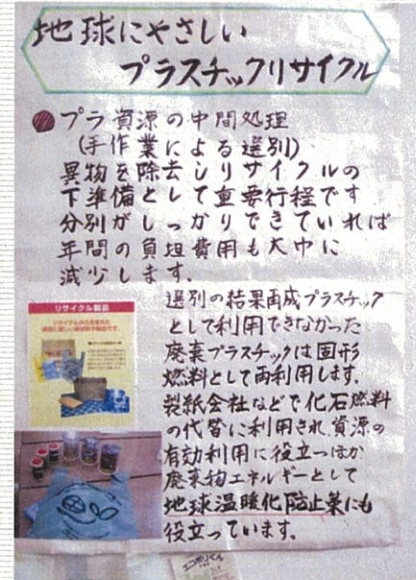 地球にやさしい
プラスチックリサイクル
●プラ資源の中間処理
(手作業による選別)
異物を除去しリサイクルの
下準備として重要行程です
分別がしっかりできていれば
年間の負担費用も大巾に
減少します.
リサイクル製品
選別の結果再成プラスチック
として利用できなかった
廃棄プラスチックは固形
燃料として再利用します.
製紙会社などで化石燃料
の代替に利用され資源の
有効利用に役立つほか
廃棄物エネルギーとして
地球温暖化防止策にも
役立っています.